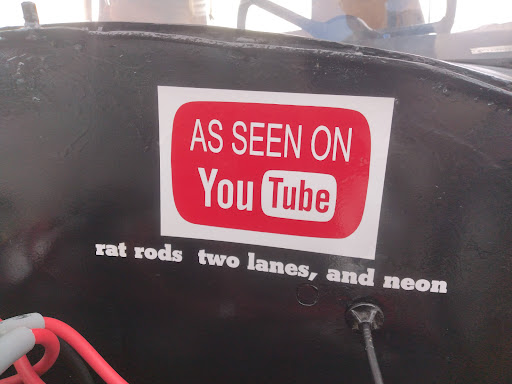 AS SEEN ON
YouTube
rat rods two lanes, and neon